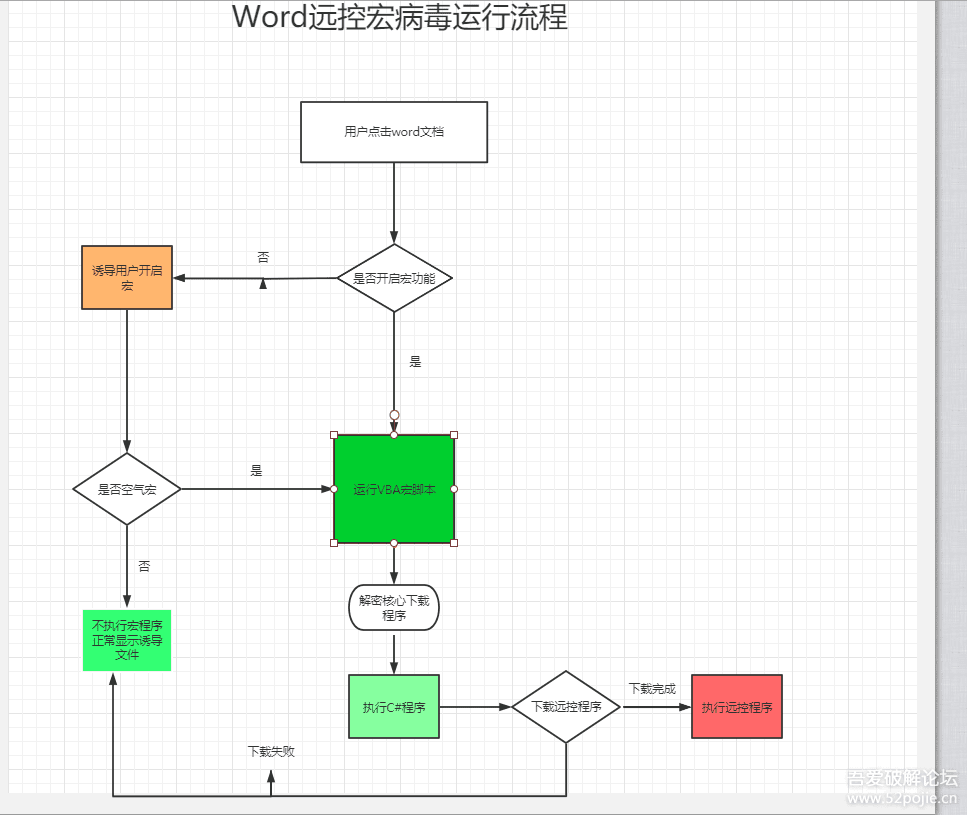 Word远控宏病毒运行流程
用户点击word文档
是否开启宏功能
否
诱导用户开启
宏
是
是否空气宏
是
运行VBA宏脚本
否
解密核心下载
程序
不执行宏程序
正常显示诱导
文件
执行C#程序
下载远控程序
下载完成
执行远控程序
下载失败
吾爱破解论坛
www.52pojie.cn